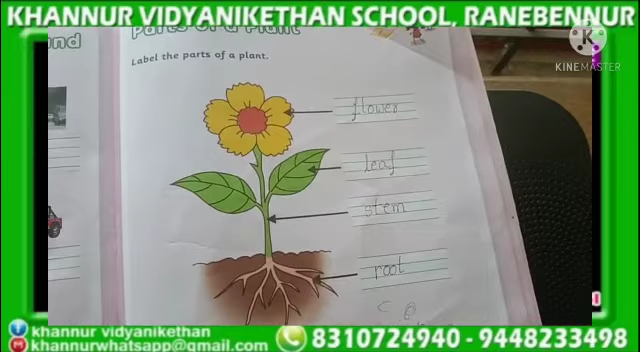 KHANNUR VIDYANIKETHAN SCHOOL, RANEBENNUR
Parts of a Plant
Label the parts of a plant.
KINEMASTER
flower
leaf
stem
root
khannur vidyanikethan
khannurwhatsapp@gmail.com
8310724940 - 9448233498